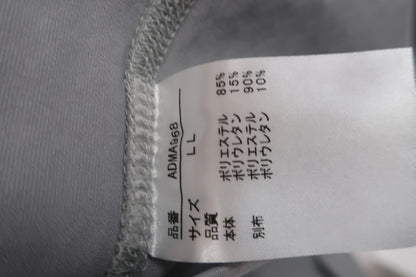 品番 ADMA968
サイズ LL
品質
本体 ポリエステル 85%
ポリウレタン 15%
別布 ポリエステル 90%
ポリウレタン 10%